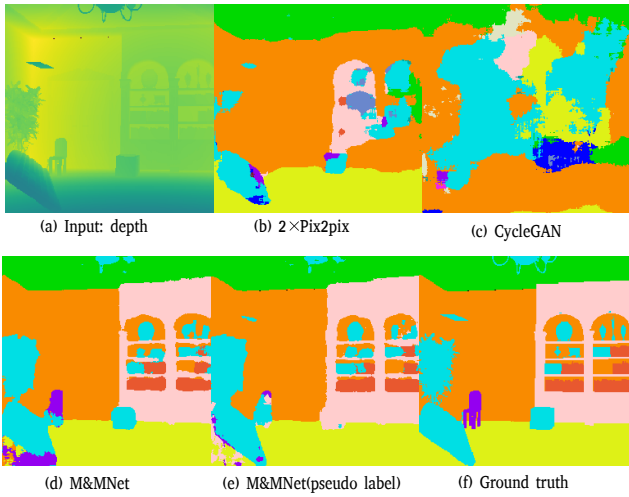 (a) Input: depth
(b) 2×Pix2pix
(c) CycleGAN
(d) M&MNet
(e) M&MNet(pseudo label)
(f) Ground truth